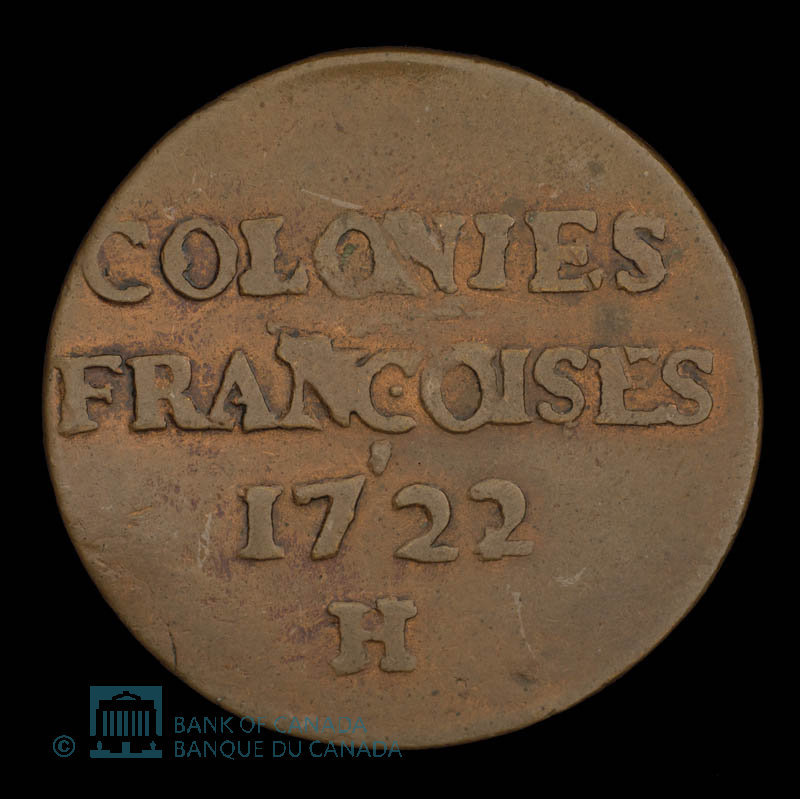 COLONIES
FRANÇOISES
1722
H
© BANK OF CANADA
BANQUE DU CANADA